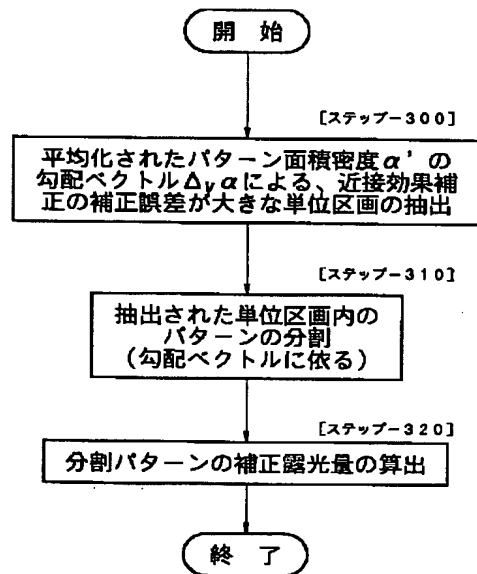 開 始
[ステップ-300]
平均化されたパターン面積密度α'の
勾配ベクトルΔvαによる、近接効果補
正の補正誤差が大きな単位区画の抽出
[ステップ-310]
抽出された単位区画内の
パターンの分割
(勾配ベクトルに依る)
[ステップ-320]
分割パターンの補正露光量の算出
終 了